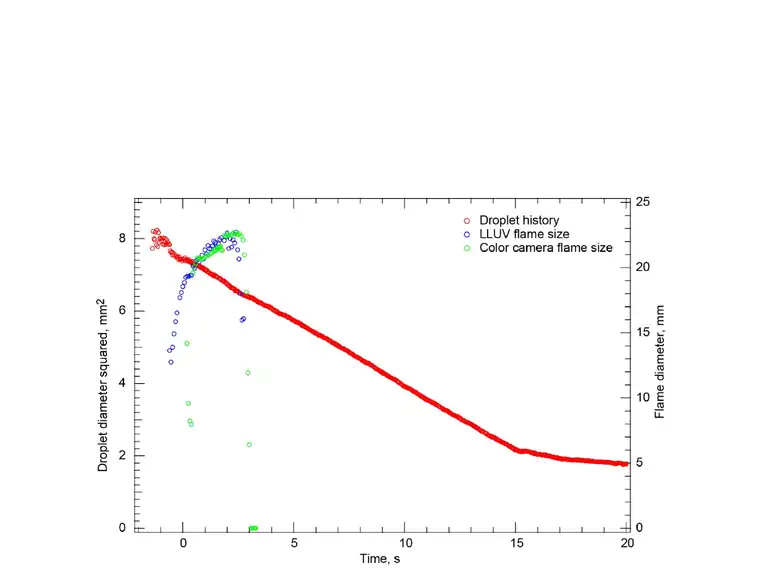 25
Droplet history
LLUV flame size
Color camera flame size
8
20
6
15
4
10
2
5
0
0
Droplet diameter squared, mm2
Flame diameter, mm
0
5
10
15
20
Time, s